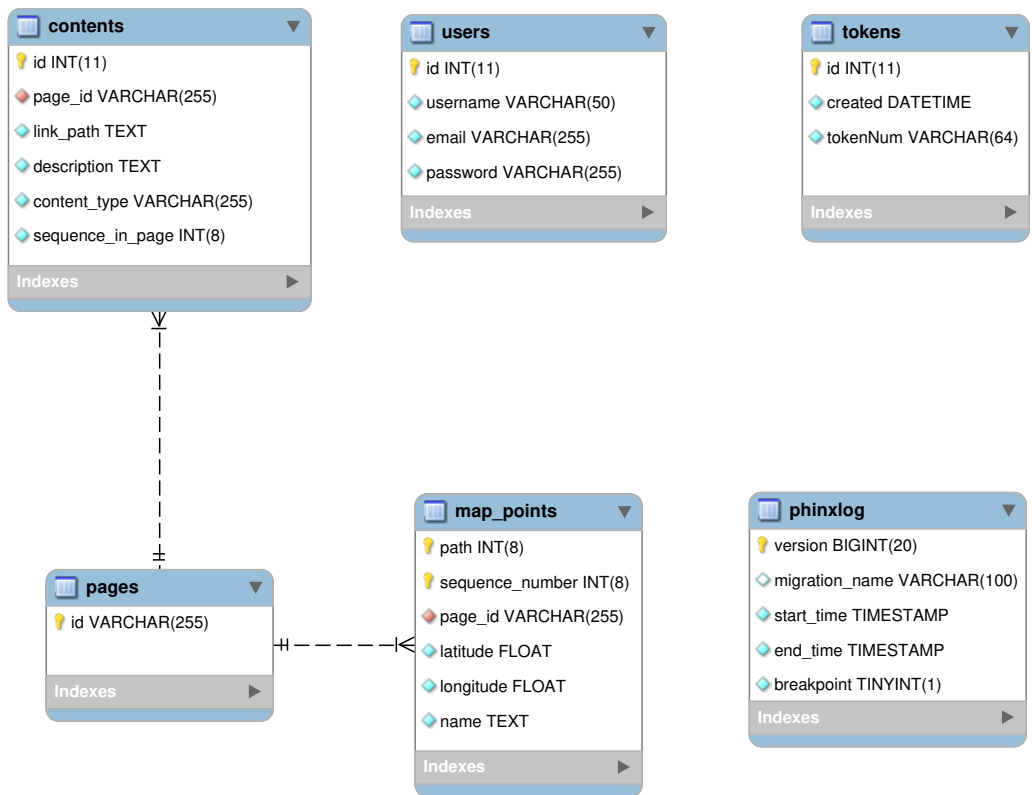 contents
id INT(11)
page_id VARCHAR(255)
link_path TEXT
description TEXT
content_type VARCHAR(255)
sequence_in_page INT(8)
Indexes
users
id INT(11)
username VARCHAR(50)
email VARCHAR(255)
password VARCHAR(255)
Indexes
tokens
id INT(11)
created DATETIME
tokenNum VARCHAR(64)
Indexes
pages
id VARCHAR(255)
Indexes
map_points
path INT(8)
sequence_number INT(8)
page_id VARCHAR(255)
latitude FLOAT
longitude FLOAT
name TEXT
Indexes
phinxlog
version BIGINT(20)
migration_name VARCHAR(100)
start_time TIMESTAMP
end_time TIMESTAMP
breakpoint TINYINT(1)
Indexes